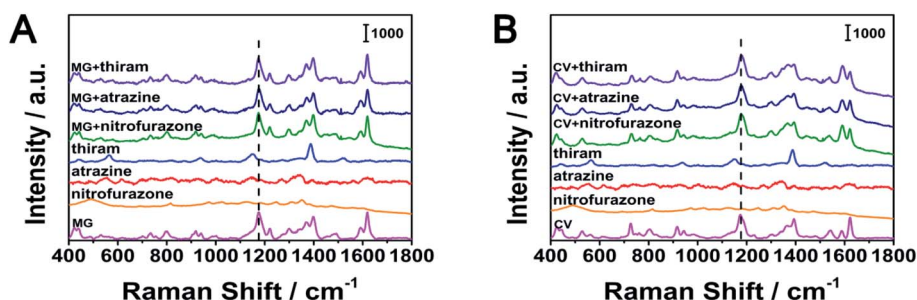 A
1000
MG+thiram
MG+atrazine
MG+nitrofurazone
thiram
atrazine
nitrofurazone
MG
Intensity / a.u.
400 600 800 1000 1200 1400 1600 1800
Raman Shift / cm⁻¹
B
1000
CV+thiram
CV+atrazine
CV+nitrofurazone
thiram
atrazine
nitrofurazone
CV
Intensity / a.u.
400 600 800 1000 1200 1400 1600 1800
Raman Shift / cm⁻¹